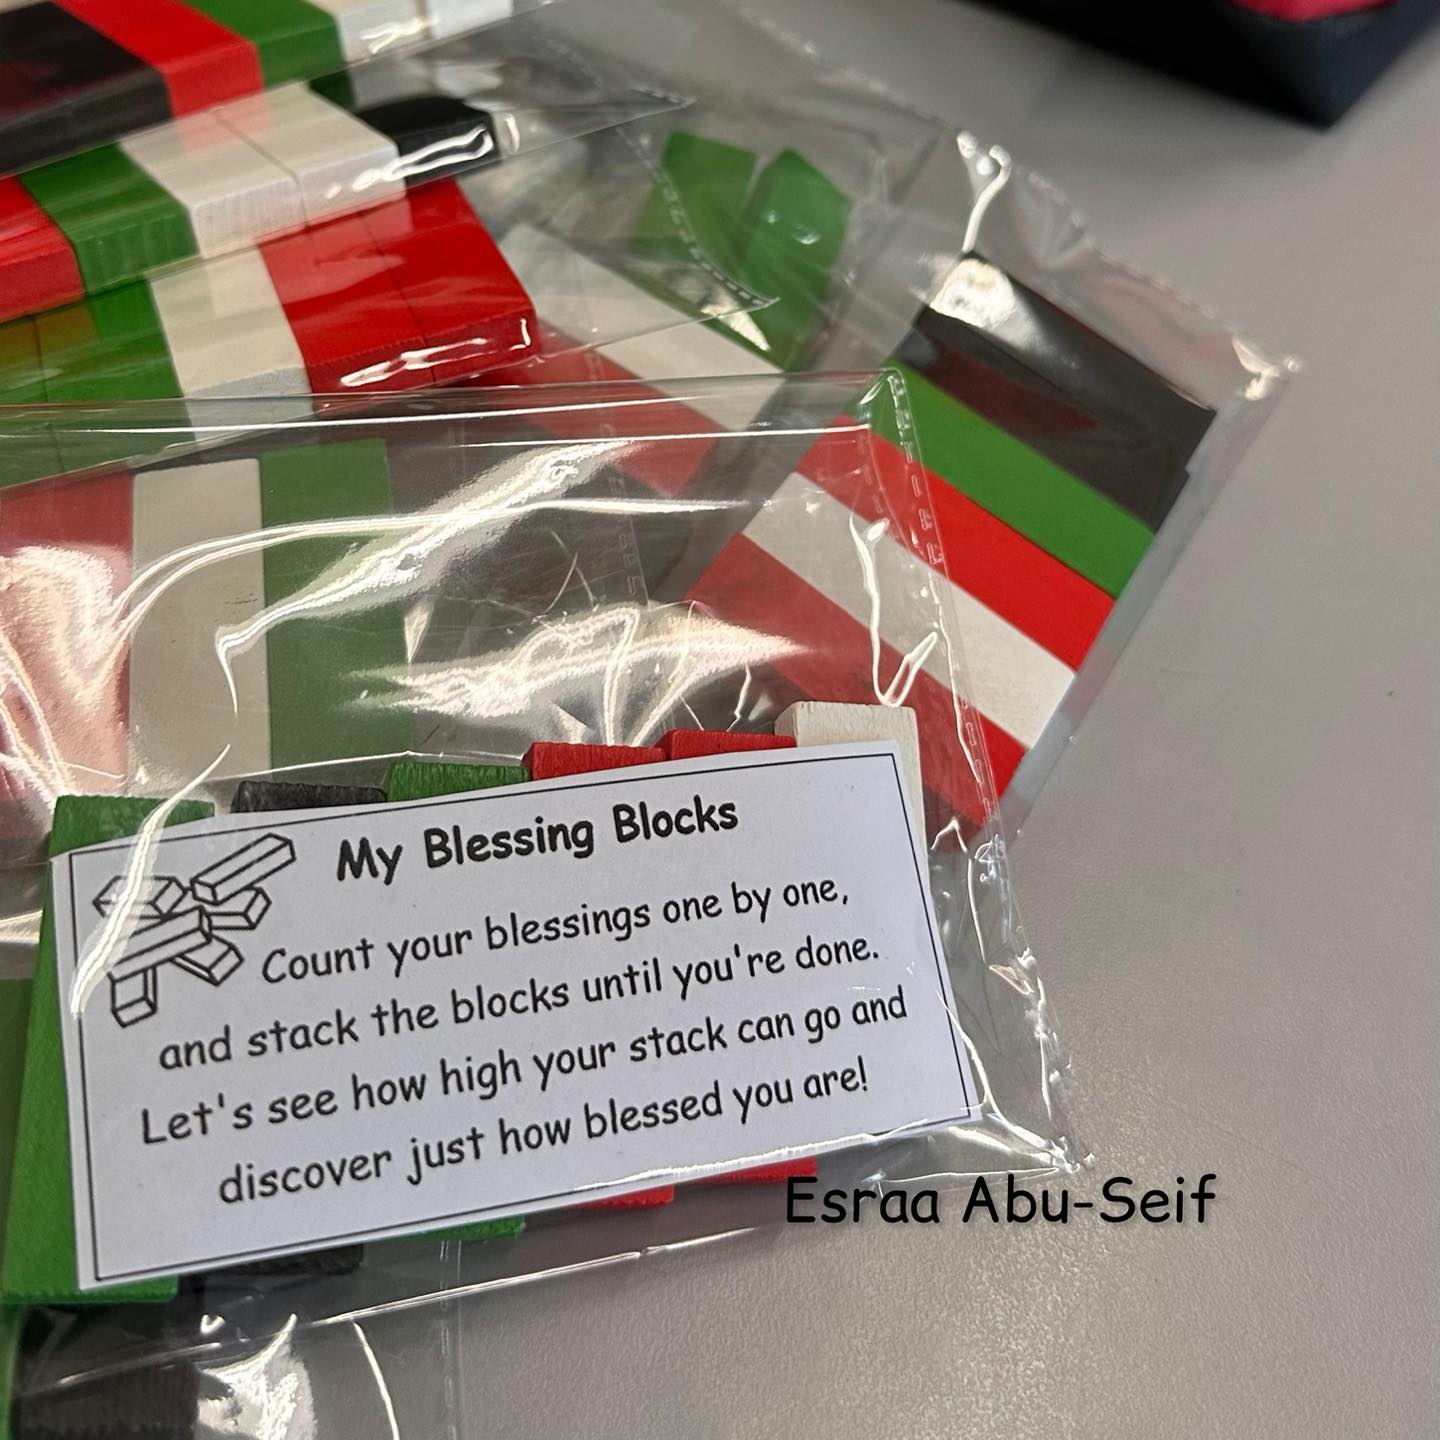 My Blessing Blocks
Count your blessings one by one,
and stack the blocks until you're done.
Let's see how high your stack can go and
discover just how blessed you are!
Esraa Abu-Seif